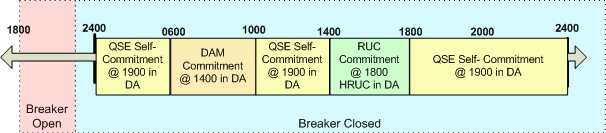 1800 2400 0600 1000 1400 1800 2000 2400
QSE Self-
Commitment
@ 1900 in
DA
DAM
Commitment
@ 1400 in DA
QSE Self-
Commitment
@ 1900 in
DA
RUC
Commitment
@ 1800
HRUC in DA
QSE Self- Commitment
@ 1900 in DA
Breaker
Open
Breaker Closed